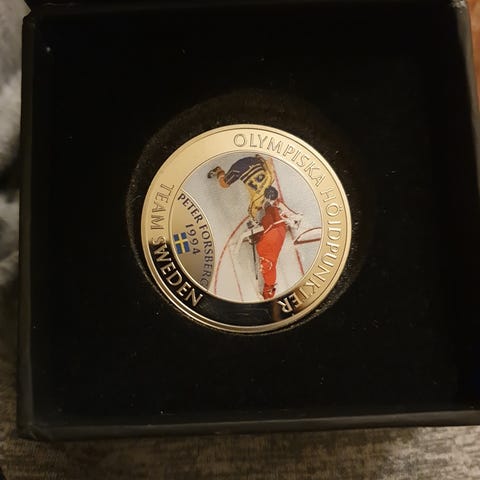 OLYMPISKA HÖJDPUNKTER
PETER FORSBERG
1994
TEAM SWEDEN